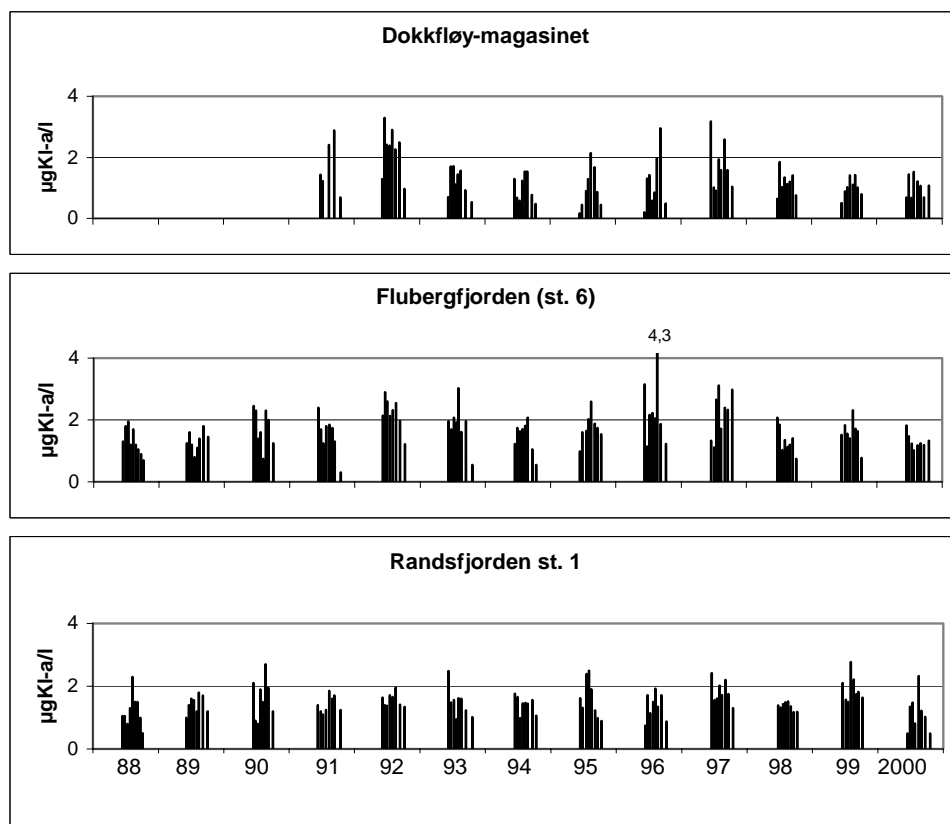 Dokkfløy-magasinet
4
2
0
µgKl-a/l
Flubergfjorden (st. 6)
4,3
4
2
0
µgKl-a/l
Randsfjorden st. 1
4
2
0
µgKl-a/l
88 89 90 91 92 93 94 95 96 97 98 99 2000